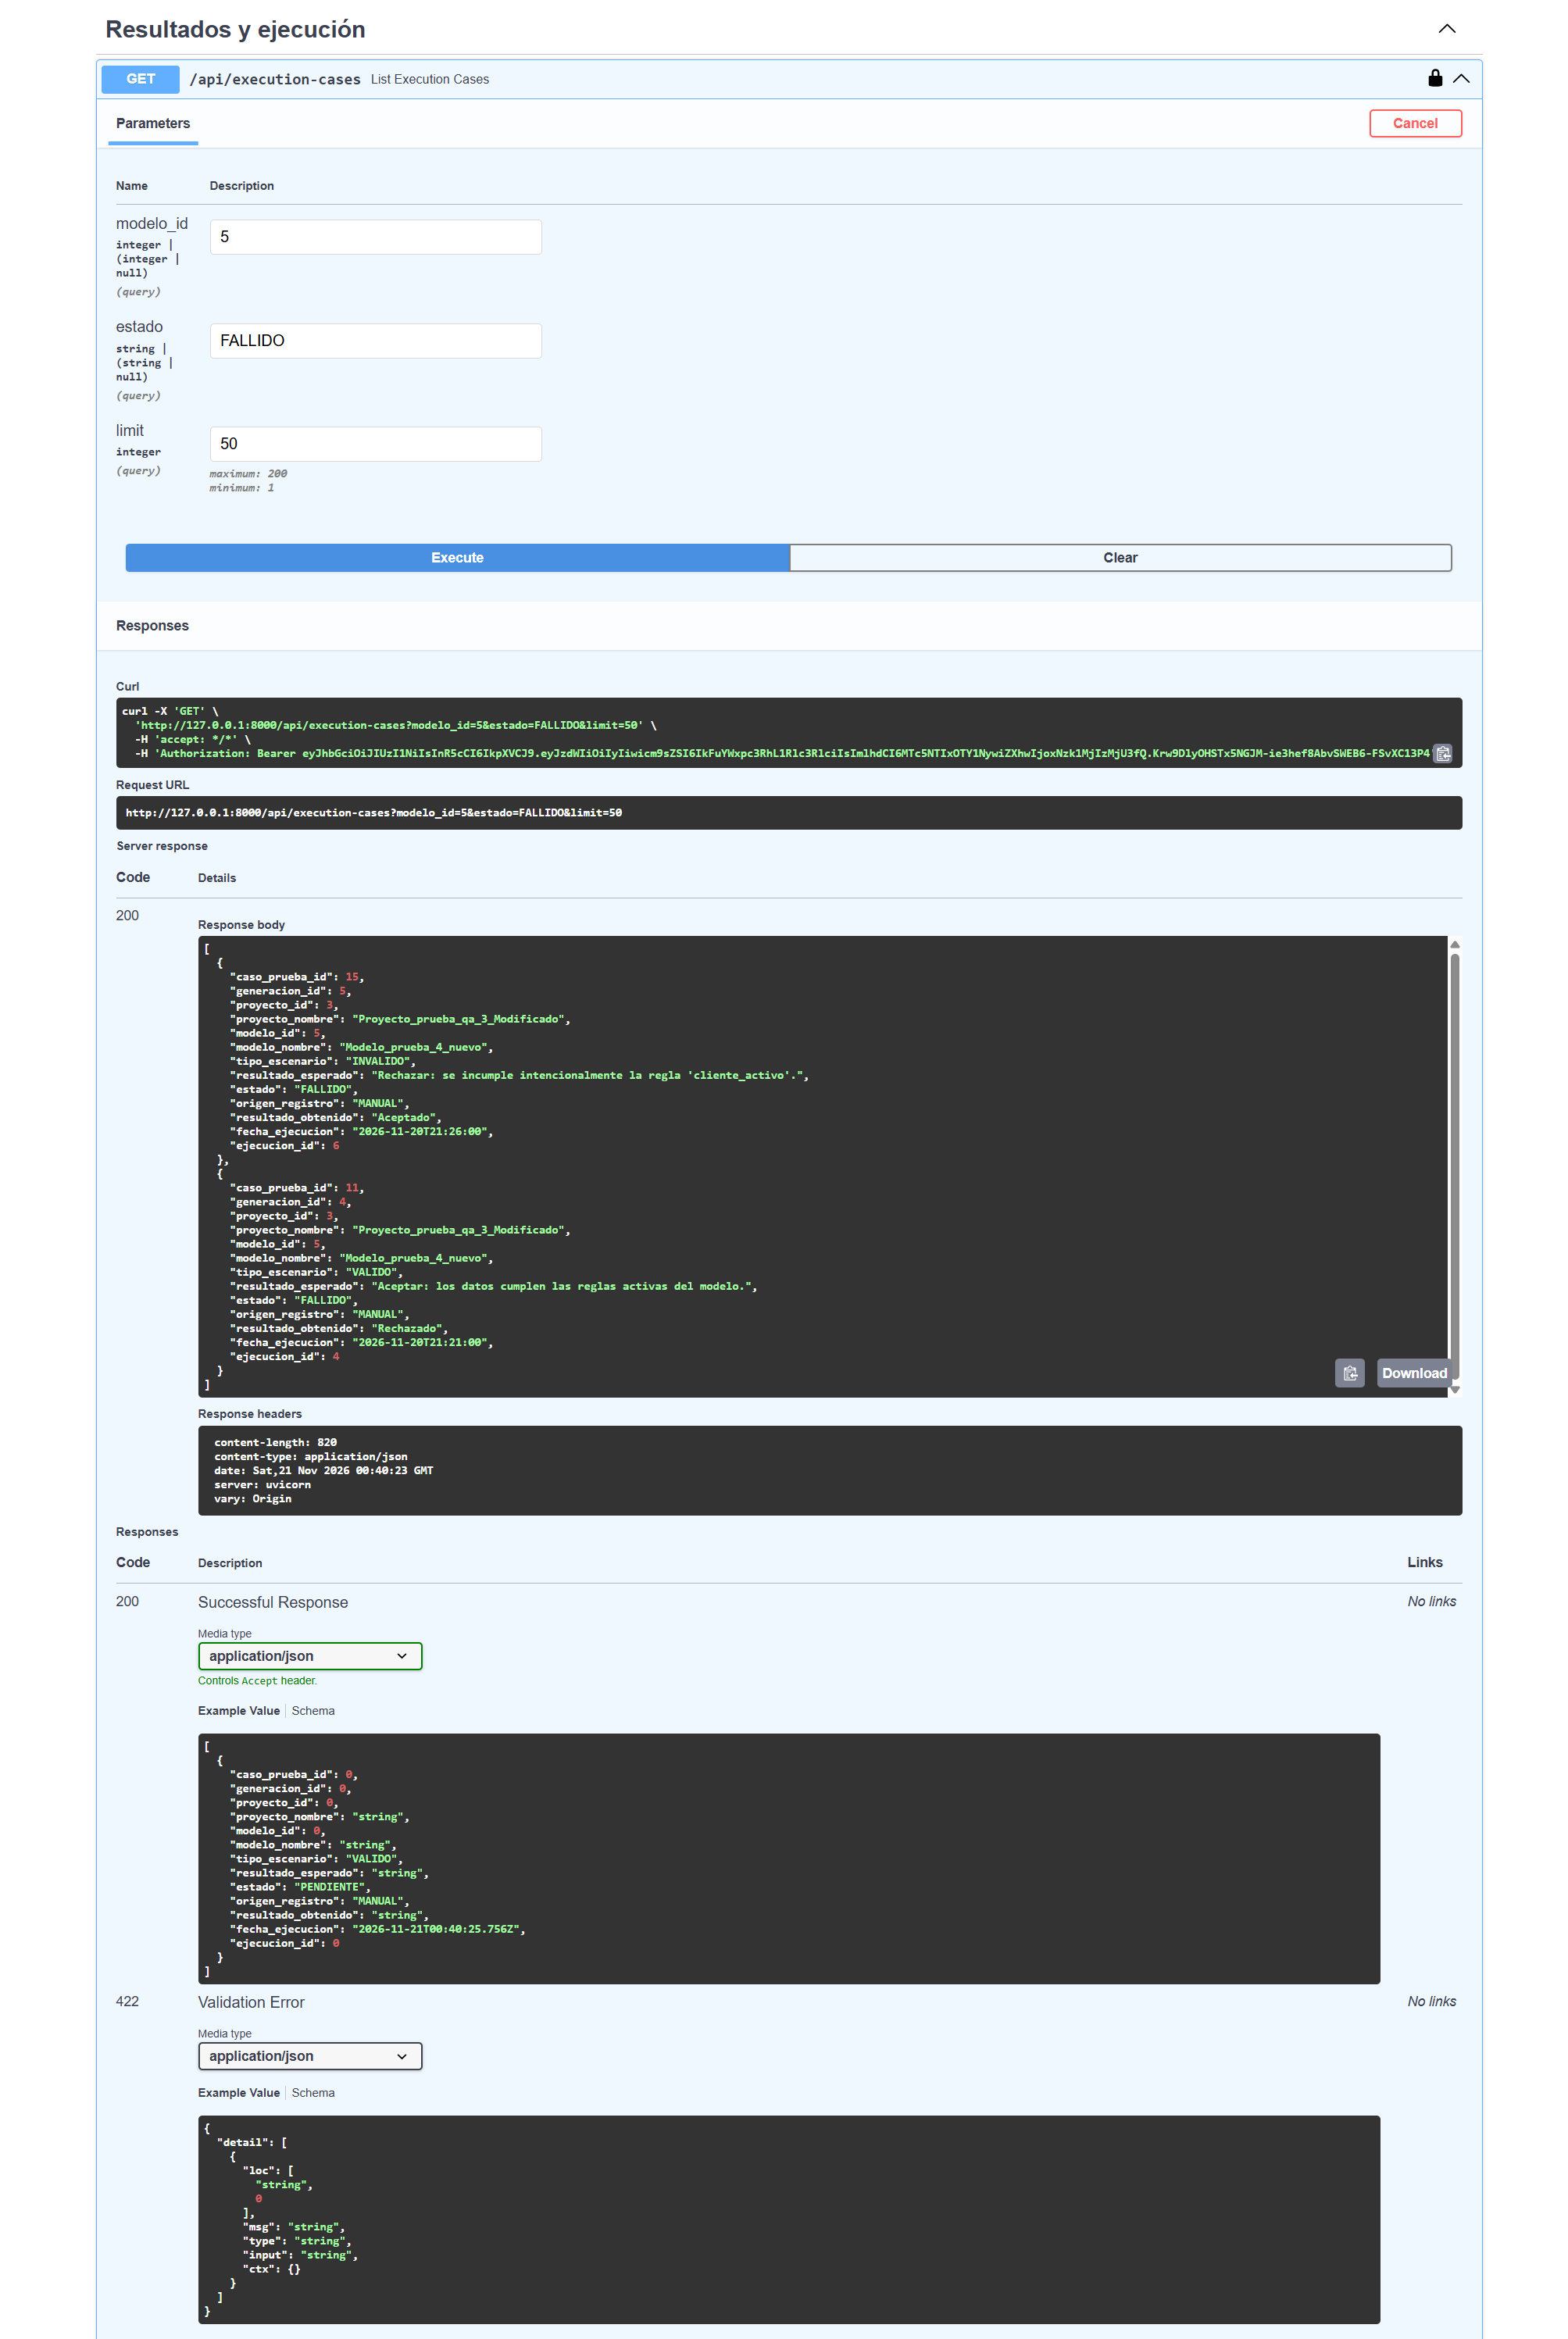 Resultados y ejecución
GET /api/execution-cases List Execution Cases
Parameters
Cancel
Name Description
modelo_id
integer |
(integer |
null)
(query)
5
estado
string |
(string |
null)
(query)
FALLIDO
limit
integer
(query)
50
maximum: 200
minimum: 1
Execute
Clear
Responses
Curl
curl -X 'GET' \
'http://127.0.0.1:8000/api/execution-cases?modelo_id=5&estado=FALLIDO&limit=50' \
-H 'accept: */*' \
-H 'Authorization: Bearer
Request URL
http://127.0.0.1:8000/api/execution-cases?modelo_id=5&estado=FALLIDO&limit=50
Server response
Code Details
200
Response body
[
{
"caso_prueba_id": 15,
"generacion_id": 5,
"proyecto_id": 3,
"proyecto_nombre": "Proyecto_prueba_qa_3_Modificado",
"modelo_id": 5,
"modelo_nombre": "Modelo_prueba_4_nuevo",
"tipo_escenario": "INVALIDO",
"resultado_esperado": "Rechazar: se incumple intencionalmente la regla 'cliente_activo'.",
"estado": "FALLIDO",
"origen_registro": "MANUAL",
"resultado_obtenido": "Aceptado",
"fecha_ejecucion": "2026-11-20T21:26:00",
"ejecucion_id": 6
},
{
"caso_prueba_id": 11,
"generacion_id": 4,
"proyecto_id": 3,
"proyecto_nombre": "Proyecto_prueba_qa_3_Modificado",
"modelo_id": 5,
"modelo_nombre": "Modelo_prueba_4_nuevo",
"tipo_escenario": "VALIDO",
"resultado_esperado": "Aceptar: los datos cumplen las reglas activas del modelo.",
"estado": "FALLIDO",
"origen_registro": "MANUAL",
"resultado_obtenido": "Rechazado",
"fecha_ejecucion": "2026-11-20T21:21:00",
"ejecucion_id": 4
}
]
Download
Response headers
content-length: 820
content-type: application/json
date: Sat,21 Nov 2026 00:40:23 GMT
server: uvicorn
vary: Origin
Responses
Code Description Links
200 Successful Response No links
Media type
application/json
Controls Accept header.
Example Value Schema
[
{
"caso_prueba_id": 0,
"generacion_id": 0,
"proyecto_id": 0,
"proyecto_nombre": "string",
"modelo_id": 0,
"modelo_nombre": "string",
"tipo_escenario": "VALIDO",
"resultado_esperado": "string",
"estado": "PENDIENTE",
"origen_registro": "MANUAL",
"resultado_obtenido": "string",
"fecha_ejecucion": "2026-11-21T00:40:25.756Z",
"ejecucion_id": 0
}
]
422 Validation Error No links
Media type
application/json
Example Value Schema
{
"detail": [
{
"loc": [
"string",
0
],
"msg": "string",
"type": "string",
"input": "string",
"ctx": {}
}
]
}